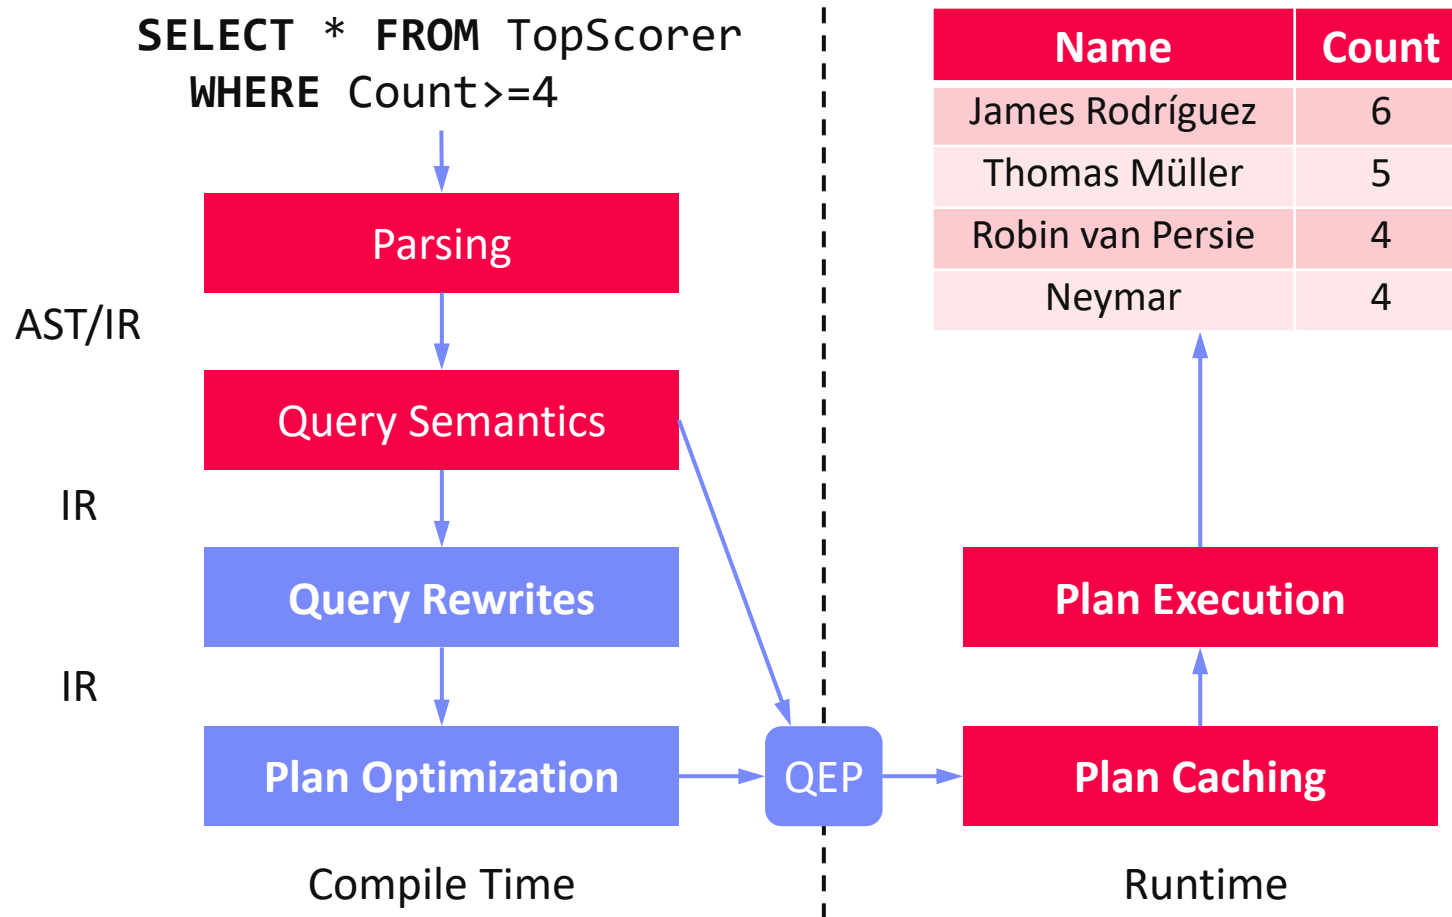 SELECT * FROM TopScorer
WHERE Count>=4
Parsing
AST/IR
Query Semantics
IR
Query Rewrites
IR
Plan Optimization
QEP
Compile Time
Name Count
James Rodríguez 6
Thomas Müller 5
Robin van Persie 4
Neymar 4
Plan Execution
Plan Caching
Runtime